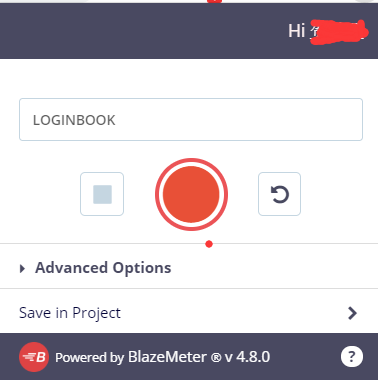 Hi
LOGINBOOK
Advanced Options
Save in Project
Powered by BlazeMeter ® v 4.8.0 ?